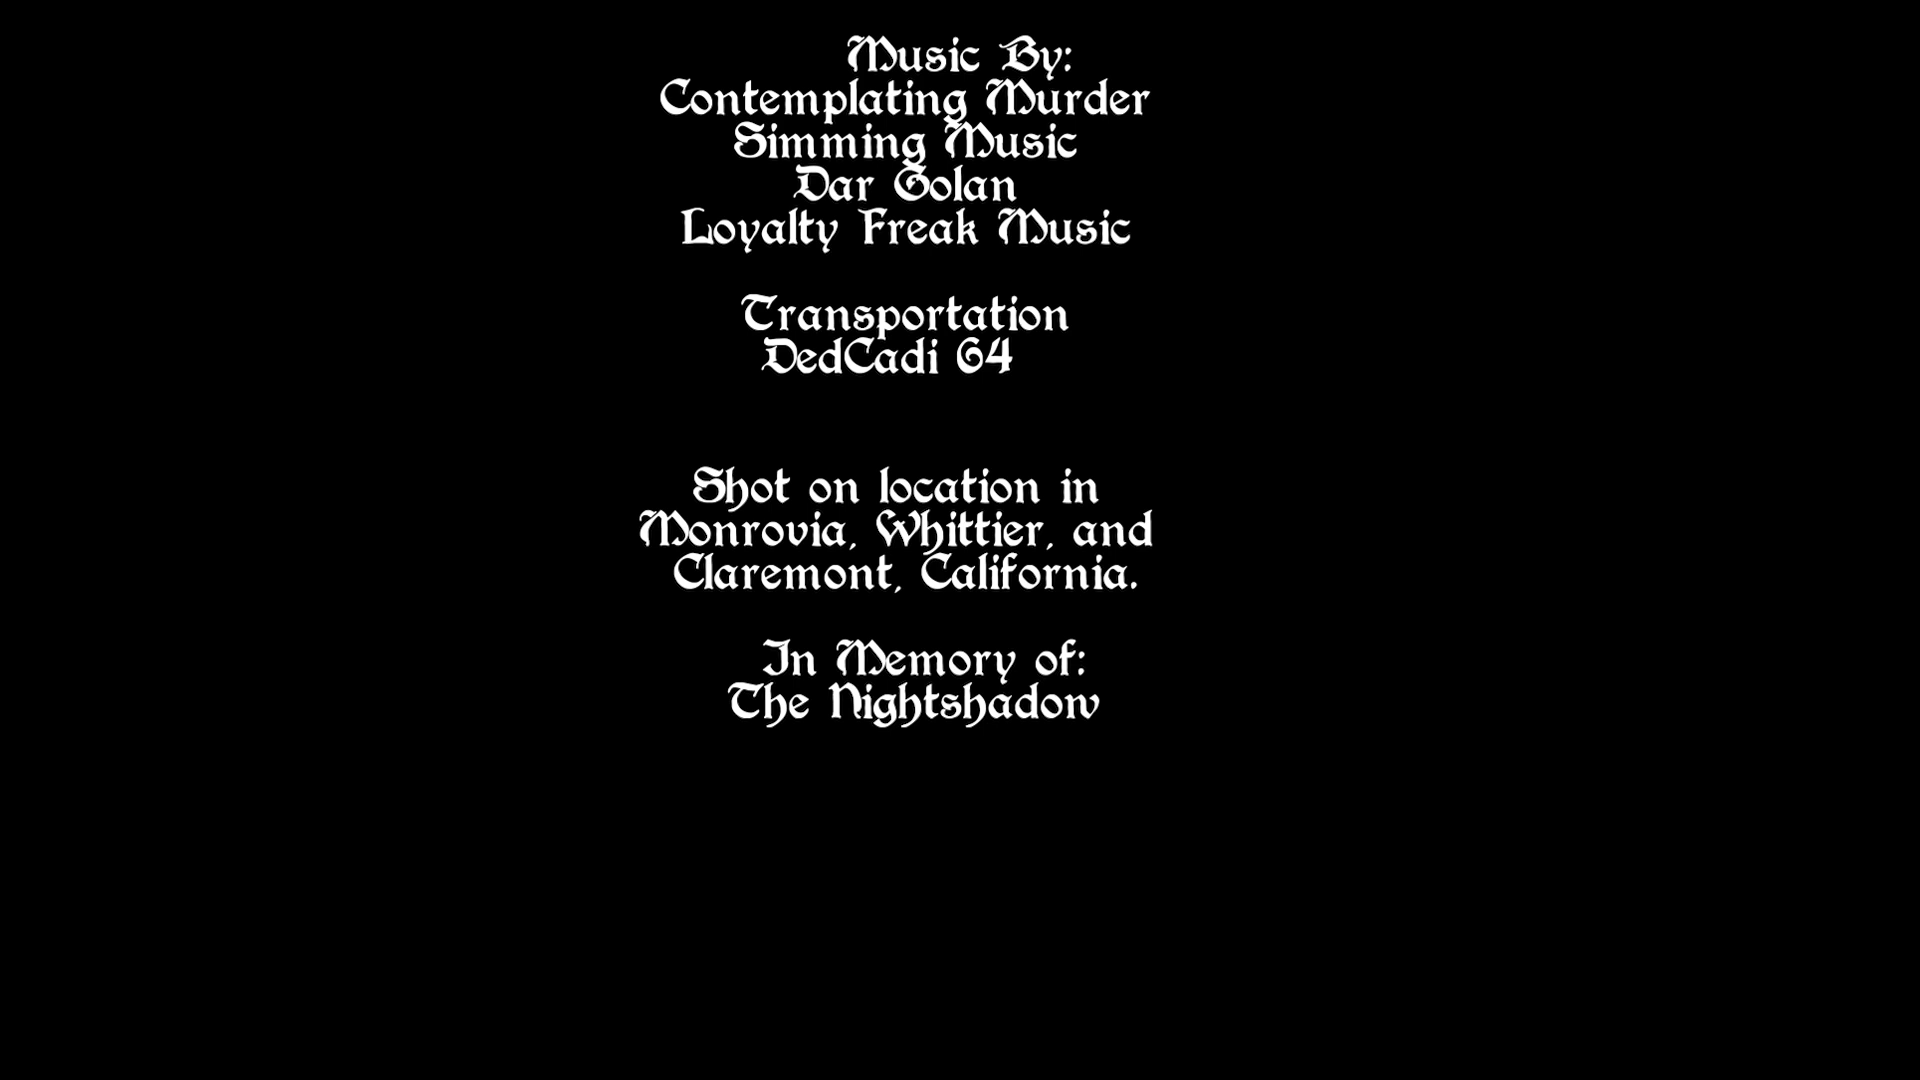 Music By:
Contemplating Murder
Simming Music
Dar Golan
Loyalty Freak Music
Transportation
DedCadi 64
Shot on location in
Monrovia, Whittier, and
Claremont, California.
In Memory of:
The Nightshadow